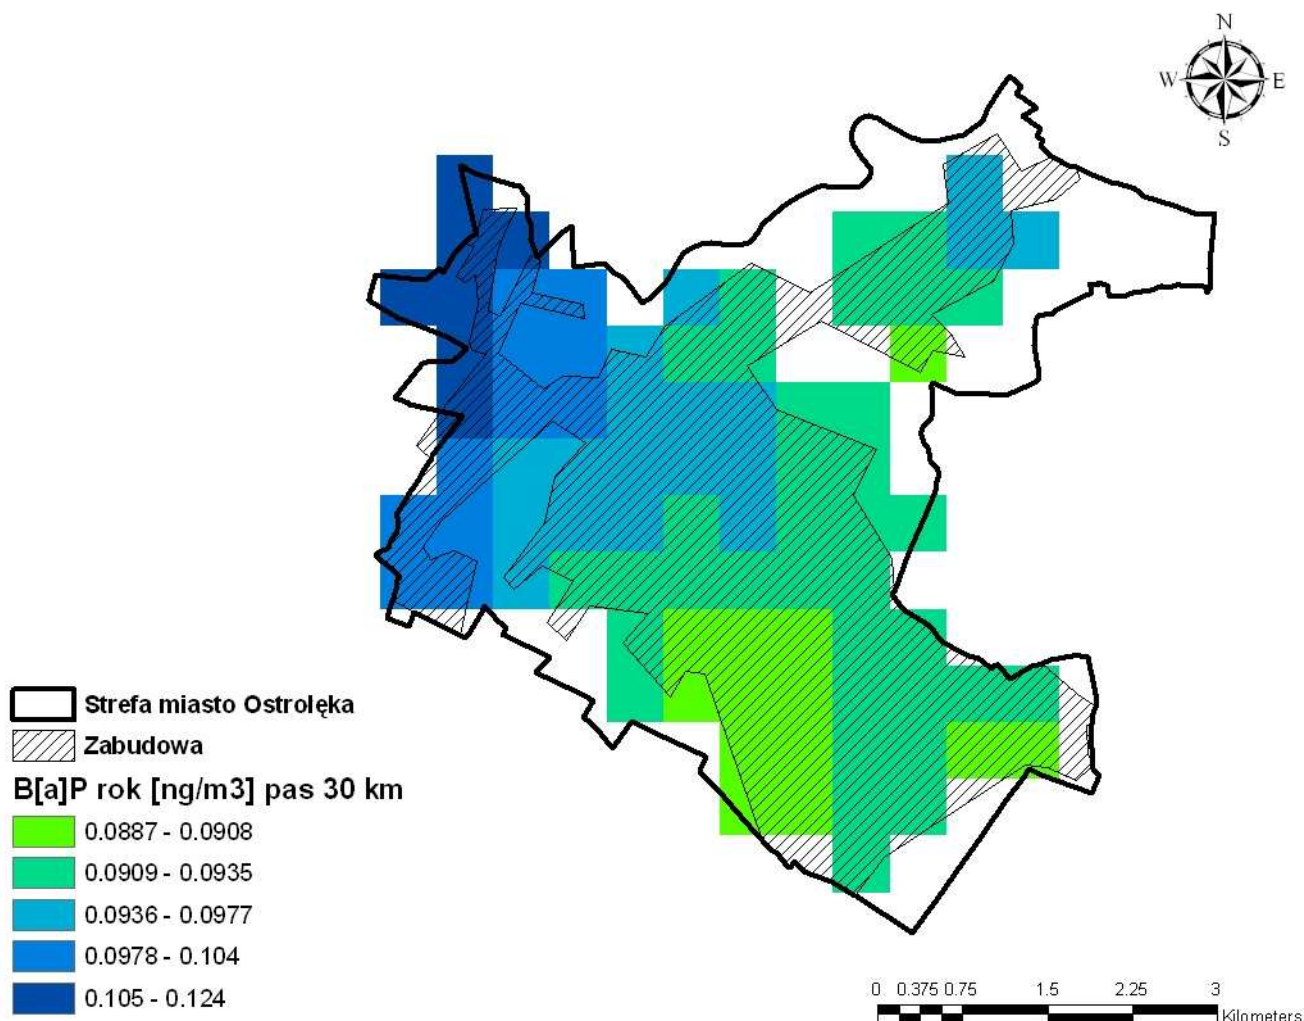 N
W E
S
Strefa miasto Ostrołęka
Zabudowa
B[a]P rok [ng/m3] pas 30 km
0.0887 - 0.0908
0.0909 - 0.0935
0.0936 - 0.0977
0.0978 - 0.104
0.105 - 0.124
0 0.375 0.75 1.5 2.25 3
Kilometers